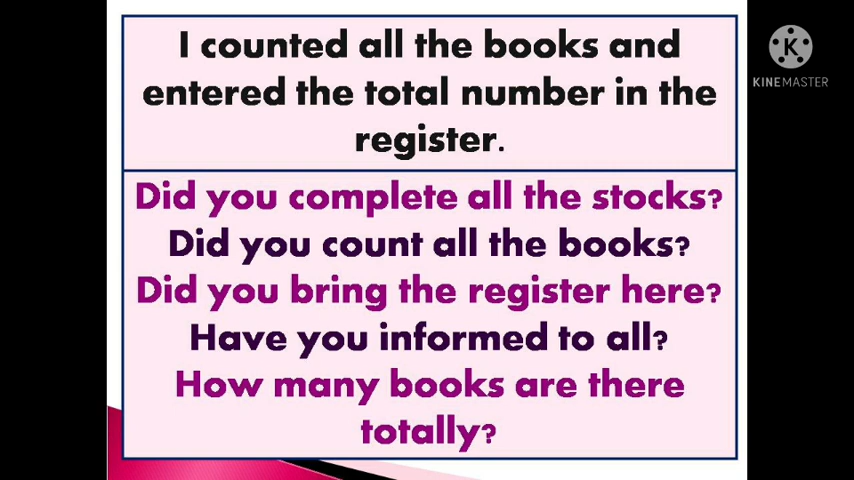 I counted all the books and
entered the total number in the
register.
Did you complete all the stocks?
Did you count all the books?
Did you bring the register here?
Have you informed to all?
How many books are there
totally?
K
KINEMASTER